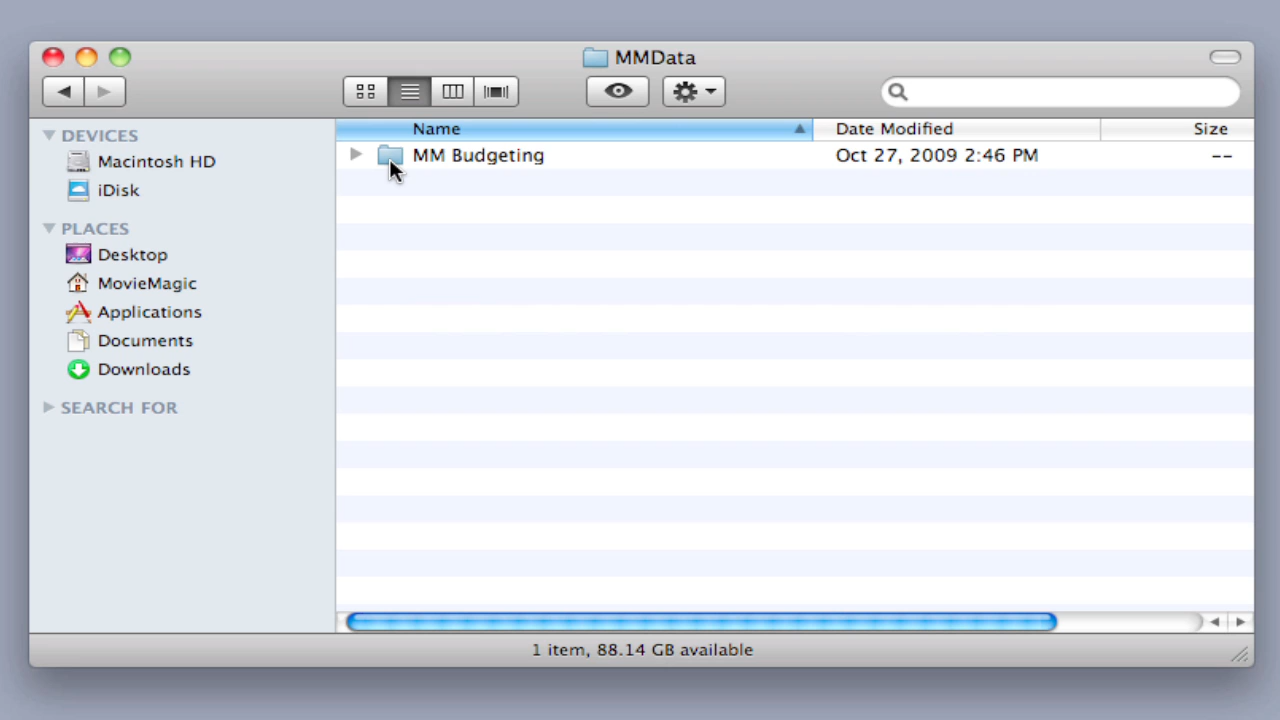 MMData
DEVICES
Macintosh HD
iDisk
PLACES
Desktop
MovieMagic
Applications
Documents
Downloads
SEARCH FOR
Name Date Modified Size
MM Budgeting Oct 27, 2009 2:46 PM --
1 item, 88.14 GB available